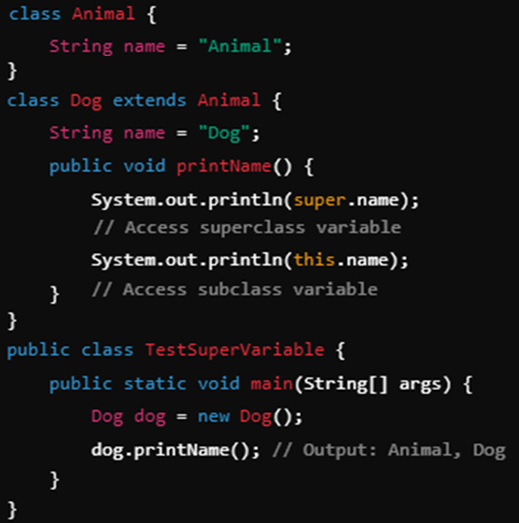 class Animal {
    String name = "Animal";
}
class Dog extends Animal {
    String name = "Dog";
    public void printName() {
        System.out.println(super.name);
        // Access superclass variable
        System.out.println(this.name);
    }   // Access subclass variable
}
public class TestSuperVariable {
    public static void main(String[] args) {
        Dog dog = new Dog();
        dog.printName(); // Output: Animal, Dog
    }
}